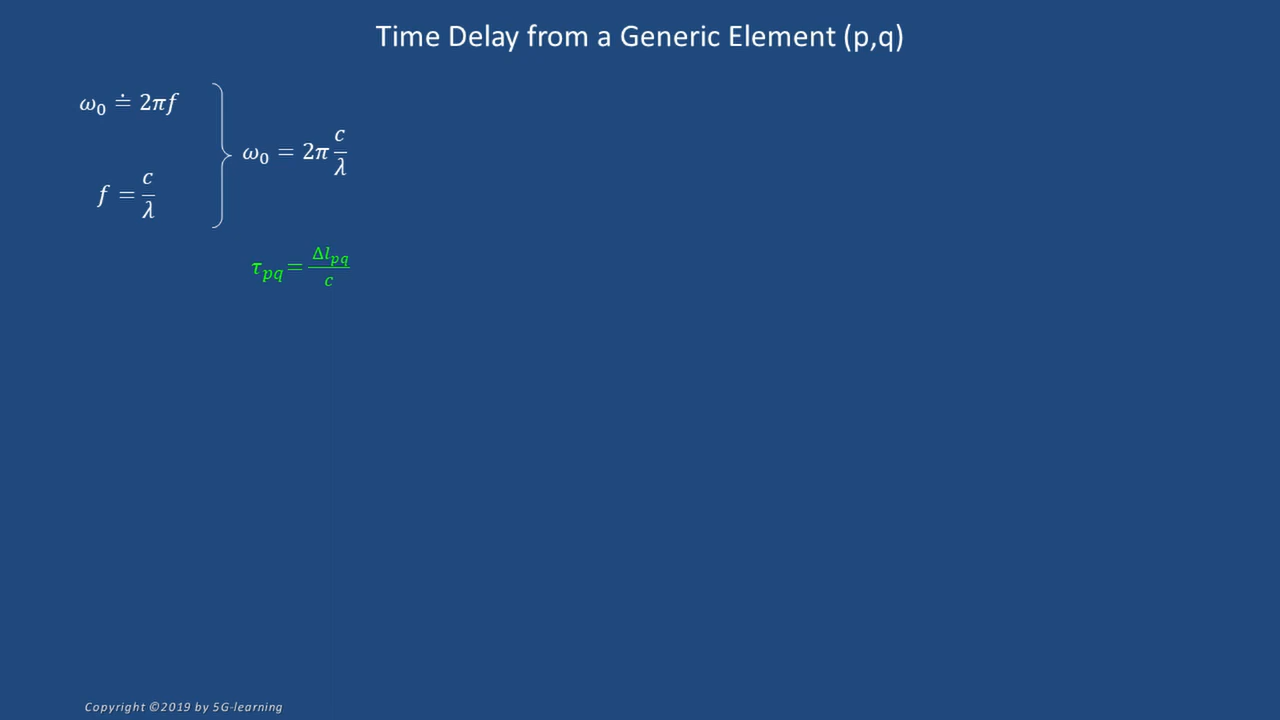 Time Delay from a Generic Element (p,q)
ω₀ ≐ 2πf
f = c/λ
ω₀ = 2π c/λ
τ_pq = Δl_pq/c
Copyright ©2019 by 5G-learning